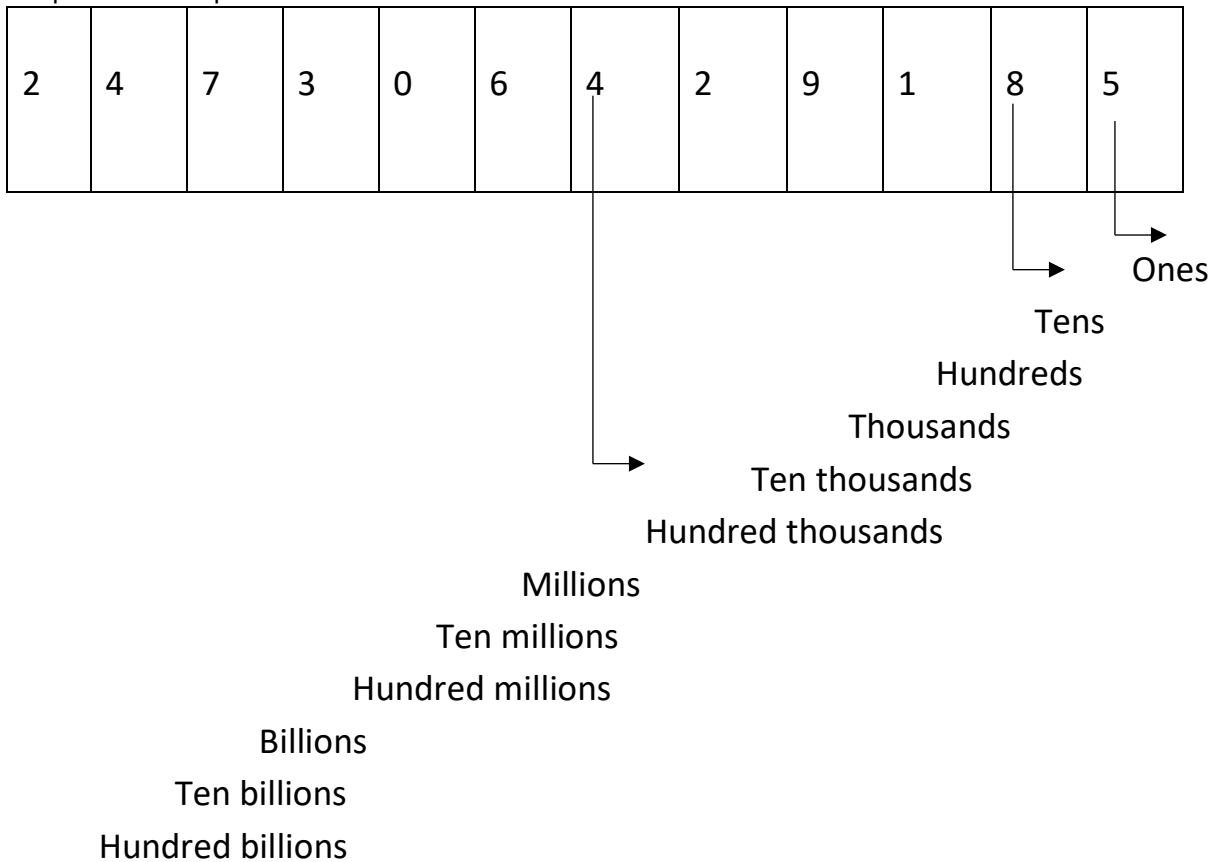 2 4 7 3 0 6 4 2 9 1 8 5
Ones
Tens
Hundreds
Thousands
Ten thousands
Hundred thousands
Millions
Ten millions
Hundred millions
Billions
Ten billions
Hundred billions